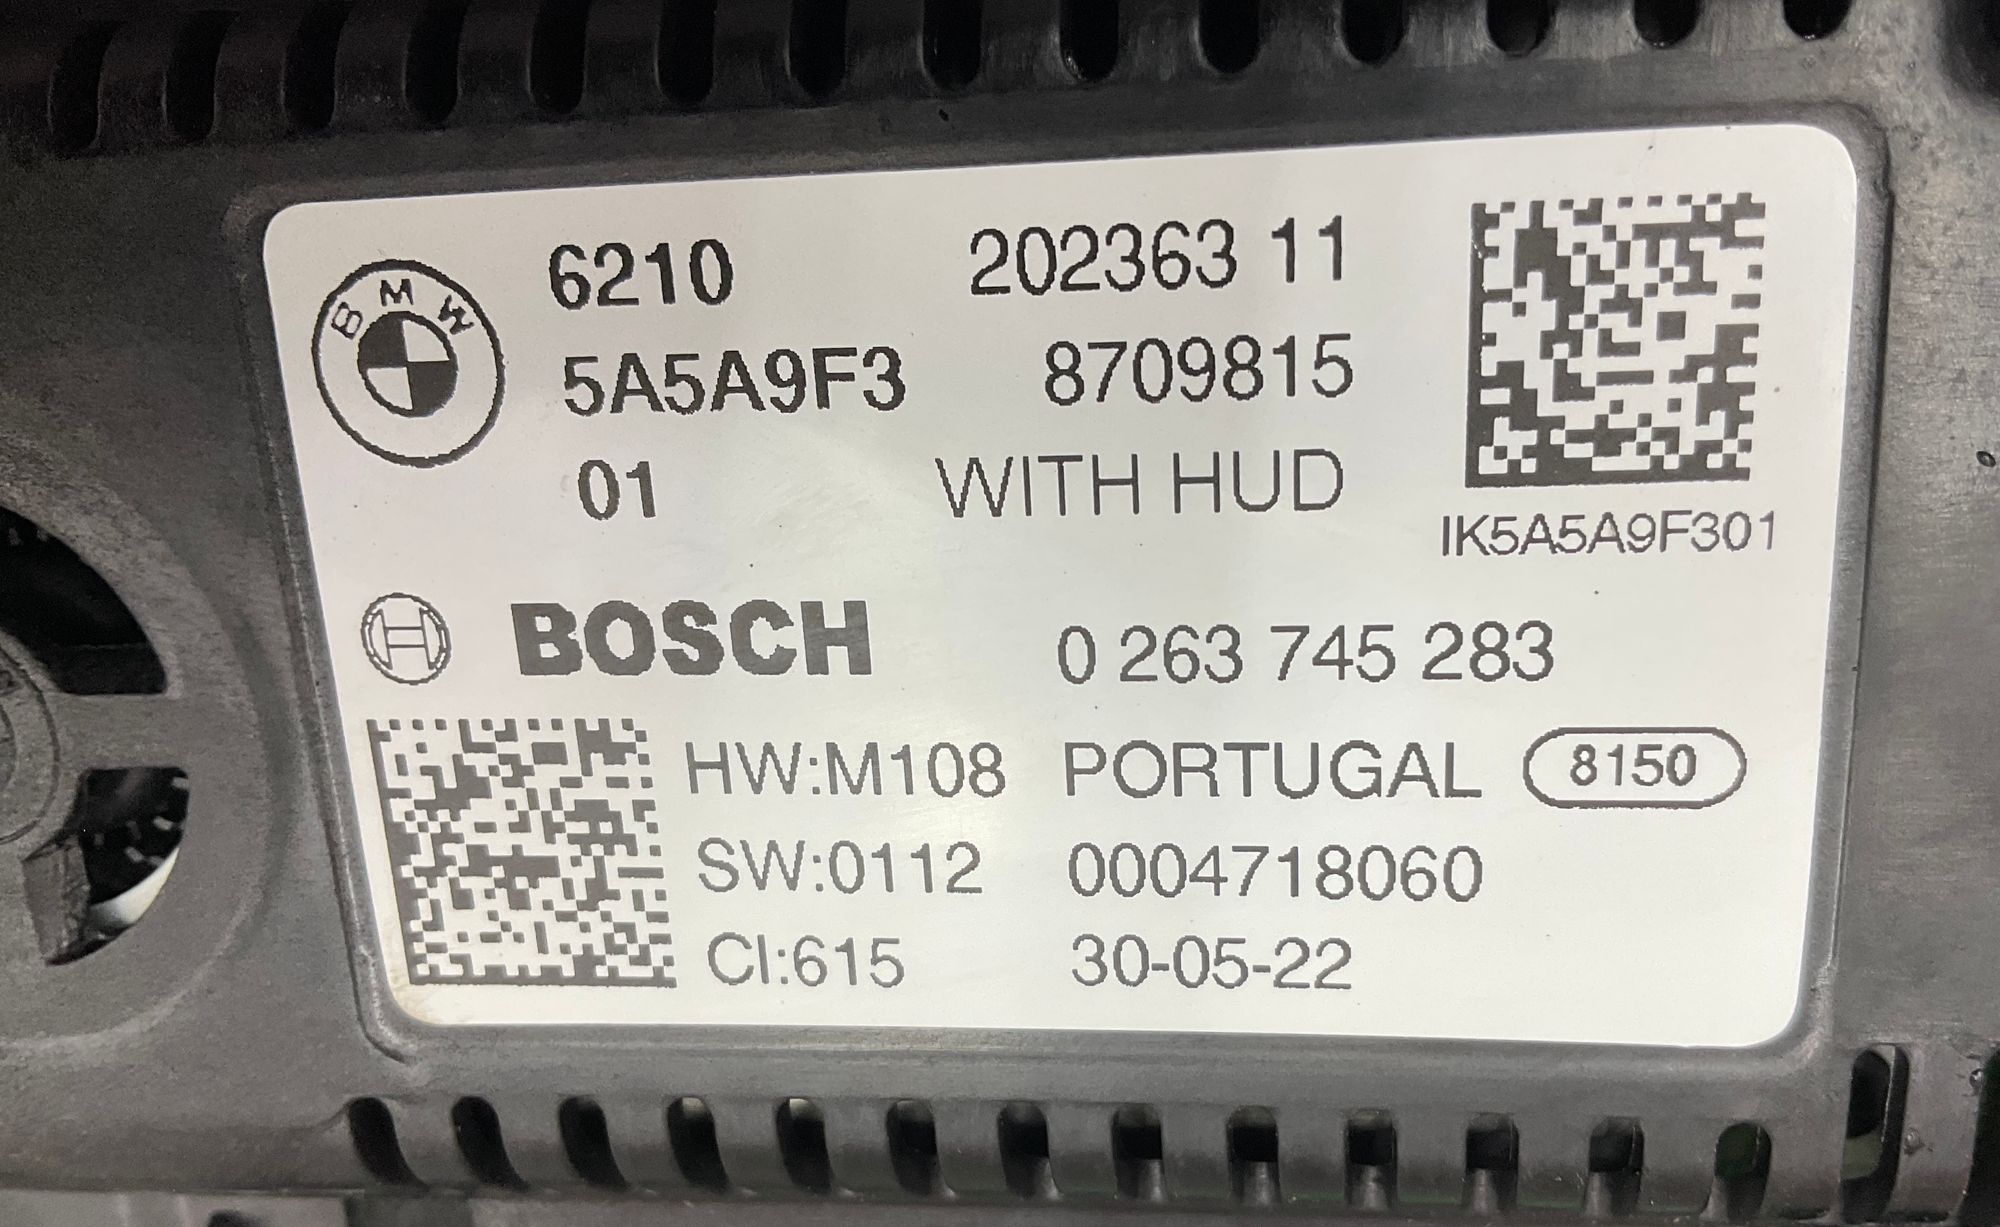 BMW
6210 202363 11
5A5A9F3 8709815
01 WITH HUD
IK5A5A9F301
BOSCH 0 263 745 283
HW:M108 PORTUGAL 8150
SW:0112 0004718060
CI:615 30-05-22